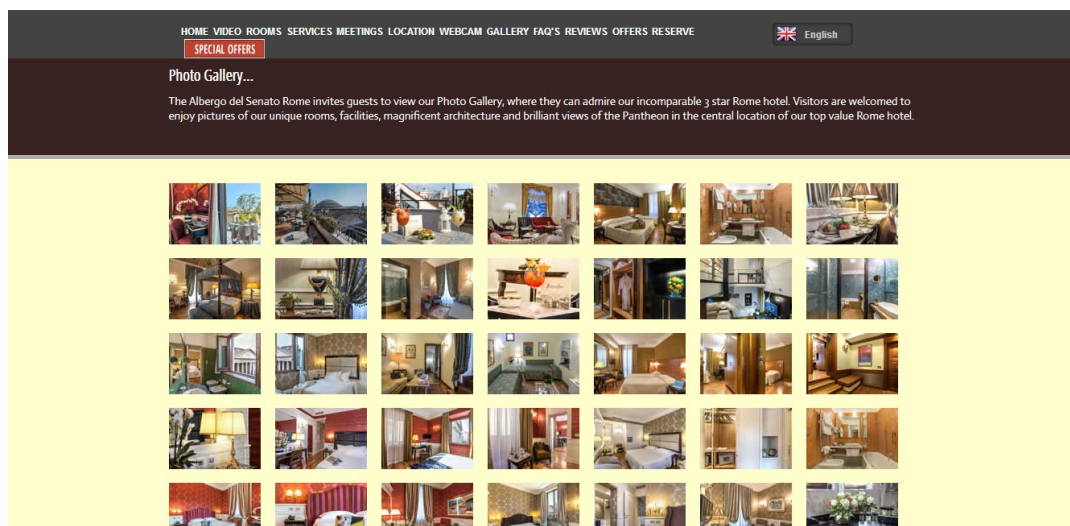 HOME VIDEO ROOMS SERVICES MEETINGS LOCATION WEBCAM GALLERY FAQ'S REVIEWS OFFERS RESERVE
English
SPECIAL OFFERS
Photo Gallery...
The Albergo del Senato Rome invites guests to view our Photo Gallery, where they can admire our incomparable 3 star Rome hotel. Visitors are welcomed to
enjoy pictures of our unique rooms, facilities, magnificent architecture and brilliant views of the Pantheon in the central location of our top value Rome hotel.